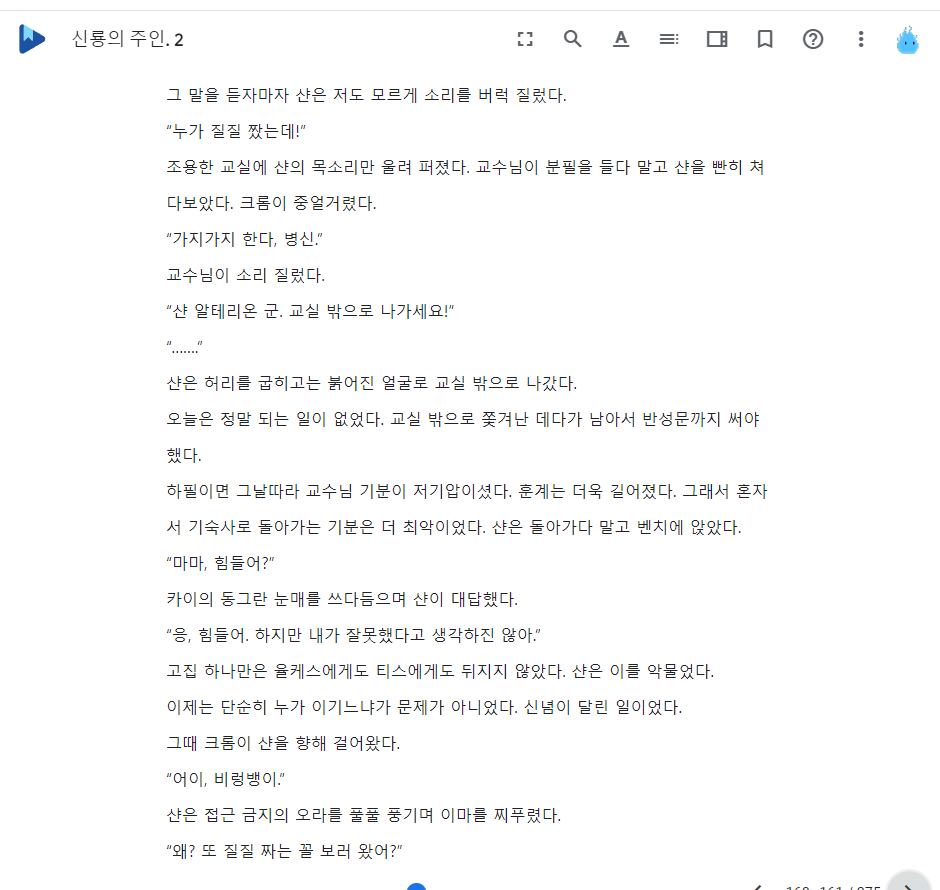 신룡의 주인. 2
그 말을 듣자마자 샨은 저도 모르게 소리를 버럭 질렀다.
“누가 질질 짰는데!”
조용한 교실에 샨의 목소리만 울려 퍼졌다. 교수님이 분필을 들다 말고 샨을 빤히 쳐
다보았다. 크롬이 중얼거렸다.
“가지가지 한다, 병신.”
교수님이 소리 질렀다.
“샨 알테리온 군. 교실 밖으로 나가세요!”
“…….”
샨은 허리를 굽히고는 붉어진 얼굴로 교실 밖으로 나갔다.
오늘은 정말 되는 일이 없었다. 교실 밖으로 쫓겨난 데다가 남아서 반성문까지 써야
했다.
하필이면 그날따라 교수님 기분이 저기압이셨다. 훈계는 더욱 길어졌다. 그래서 혼자
서 기숙사로 돌아가는 기분은 더 최악이었다. 샨은 돌아가다 말고 벤치에 앉았다.
“마마, 힘들어?”
카이의 동그란 눈매를 쓰다듬으며 샨이 대답했다.
“응, 힘들어. 하지만 내가 잘못했다고 생각하진 않아.”
고집 하나만은 율케스에게도 티스에게도 뒤지지 않았다. 샨은 이를 악물었다.
이제는 단순히 누가 이기느냐가 문제가 아니었다. 신념이 달린 일이었다.
그때 크롬이 샨을 향해 걸어왔다.
“어이, 비렁뱅이.”
샨은 접근 금지의 오라를 풀풀 풍기며 이마를 찌푸렸다.
“왜? 또 질질 짜는 꼴 보러 왔어?”